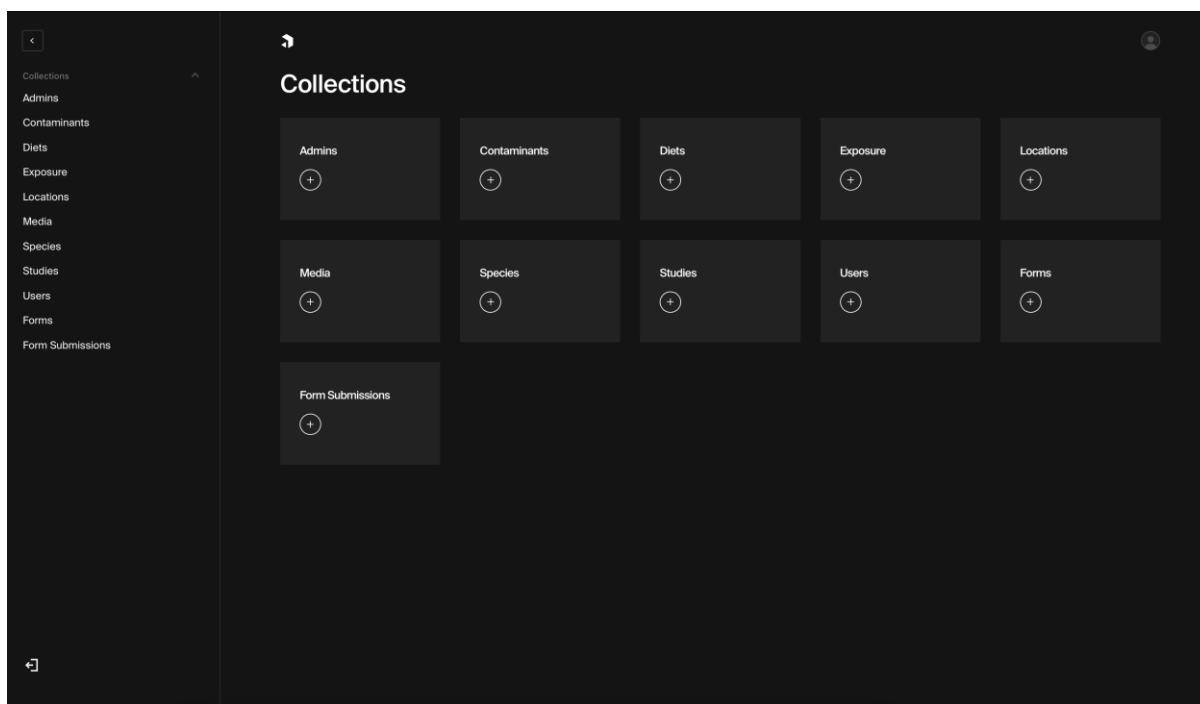 Collections
Admins
Contaminants
Diets
Exposure
Locations
Media
Species
Studies
Users
Forms
Form Submissions
Collections
Admins
Contaminants
Diets
Exposure
Locations
Media
Species
Studies
Users
Forms
Form Submissions